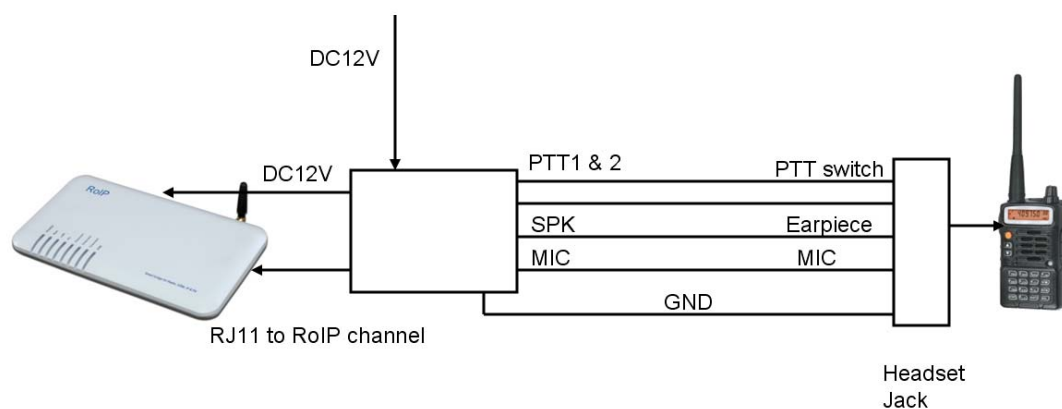 DC12V
DC12V
PTT1 & 2
PTT switch
RoIP
SPK
Earpiece
MIC
MIC
GND
RJ11 to RoIP channel
Headset
Jack